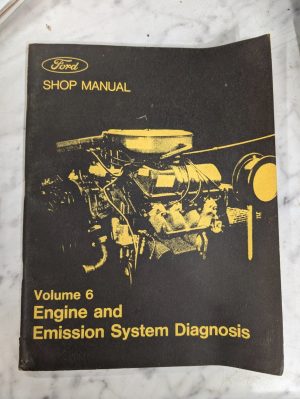 Ford
SHOP MANUAL
Volume 6
Engine and
Emission System Diagnosis